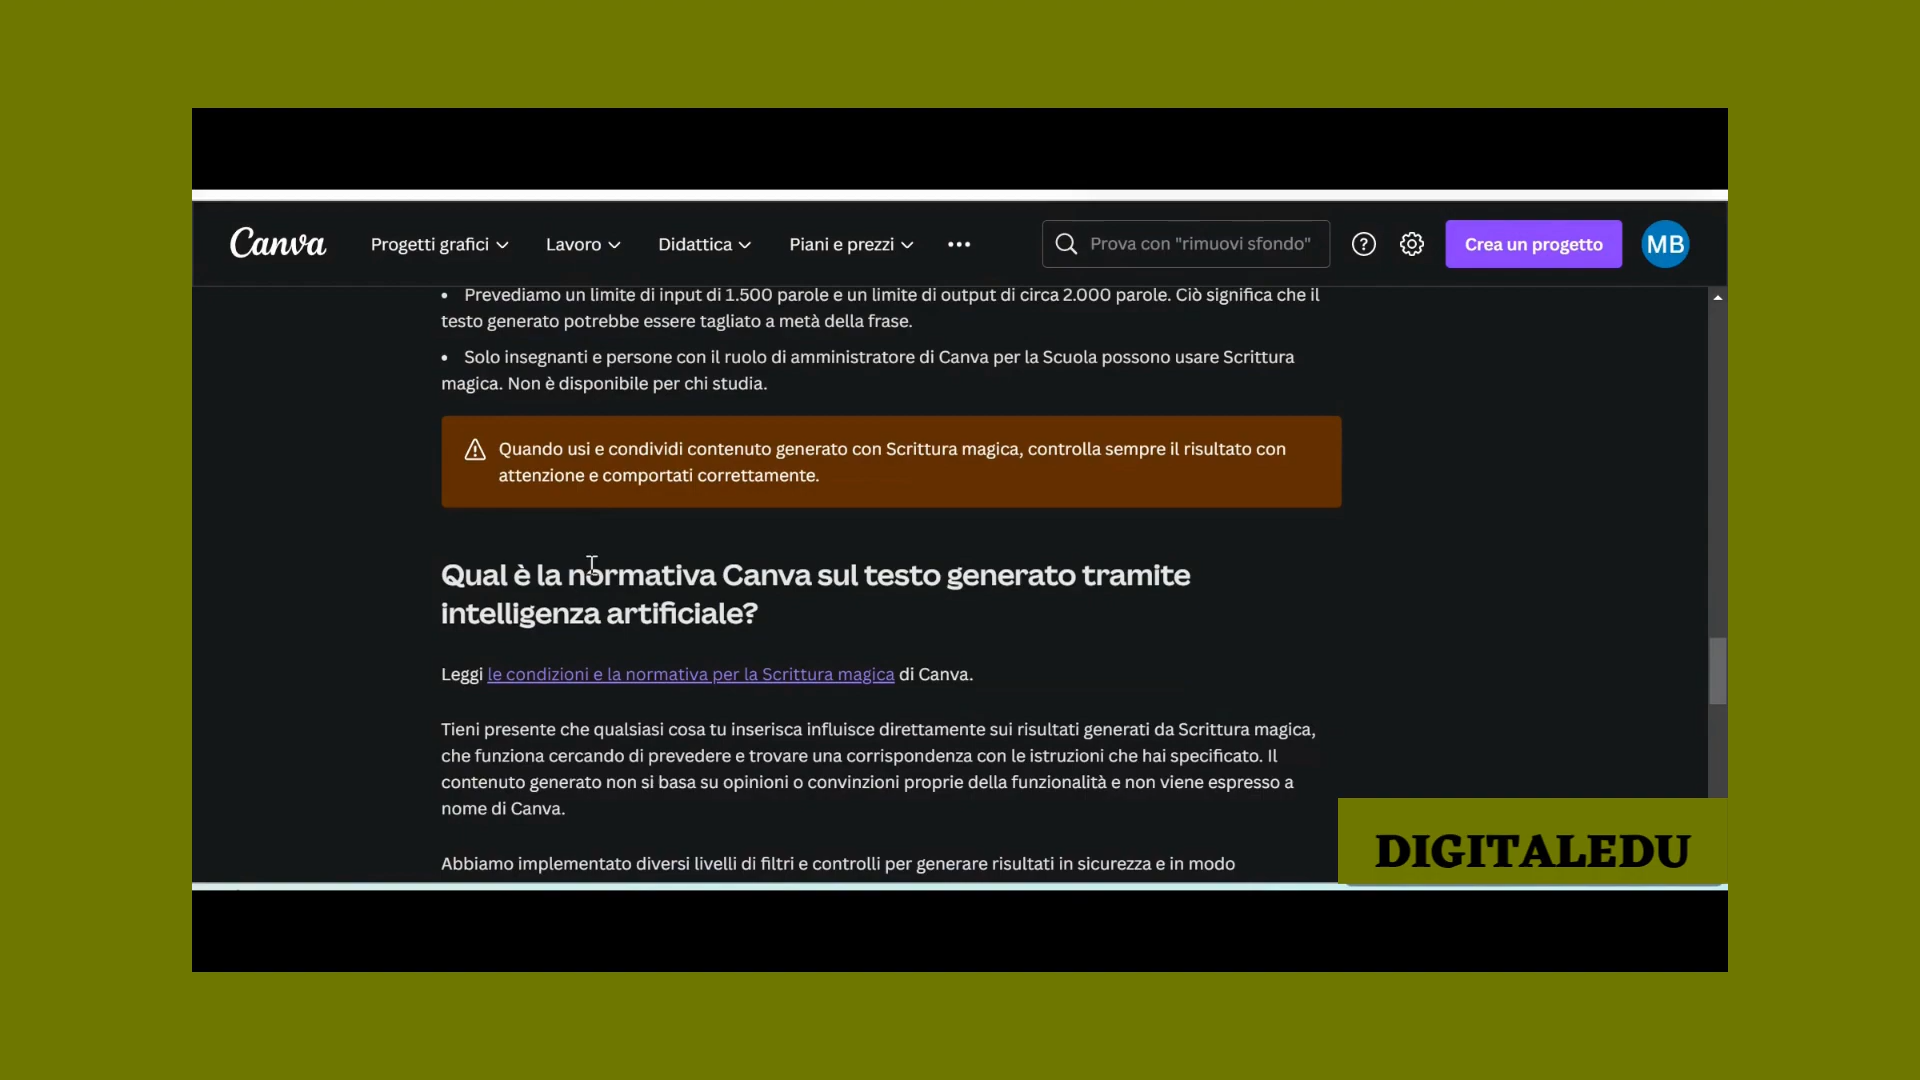 Canva Progetti grafici Lavoro Didattica Piani e prezzi ••• Prova con "rimuovi sfondo" ? Crea un progetto MB
• Prevediamo un limite di input di 1.500 parole e un limite di output di circa 2.000 parole. Ciò significa che il
testo generato potrebbe essere tagliato a metà della frase.
• Solo insegnanti e persone con il ruolo di amministratore di Canva per la Scuola possono usare Scrittura
magica. Non è disponibile per chi studia.
Quando usi e condividi contenuto generato con Scrittura magica, controlla sempre il risultato con
attenzione e comportati correttamente.
Qual è la normativa Canva sul testo generato tramite
intelligenza artificiale?
Leggi le condizioni e la normativa per la Scrittura magica di Canva.
Tieni presente che qualsiasi cosa tu inserisca influisce direttamente sui risultati generati da Scrittura magica,
che funziona cercando di prevedere e trovare una corrispondenza con le istruzioni che hai specificato. Il
contenuto generato non si basa su opinioni o convinzioni proprie della funzionalità e non viene espresso a
nome di Canva.
Abbiamo implementato diversi livelli di filtri e controlli per generare risultati in sicurezza e in modo
DIGITALEDU